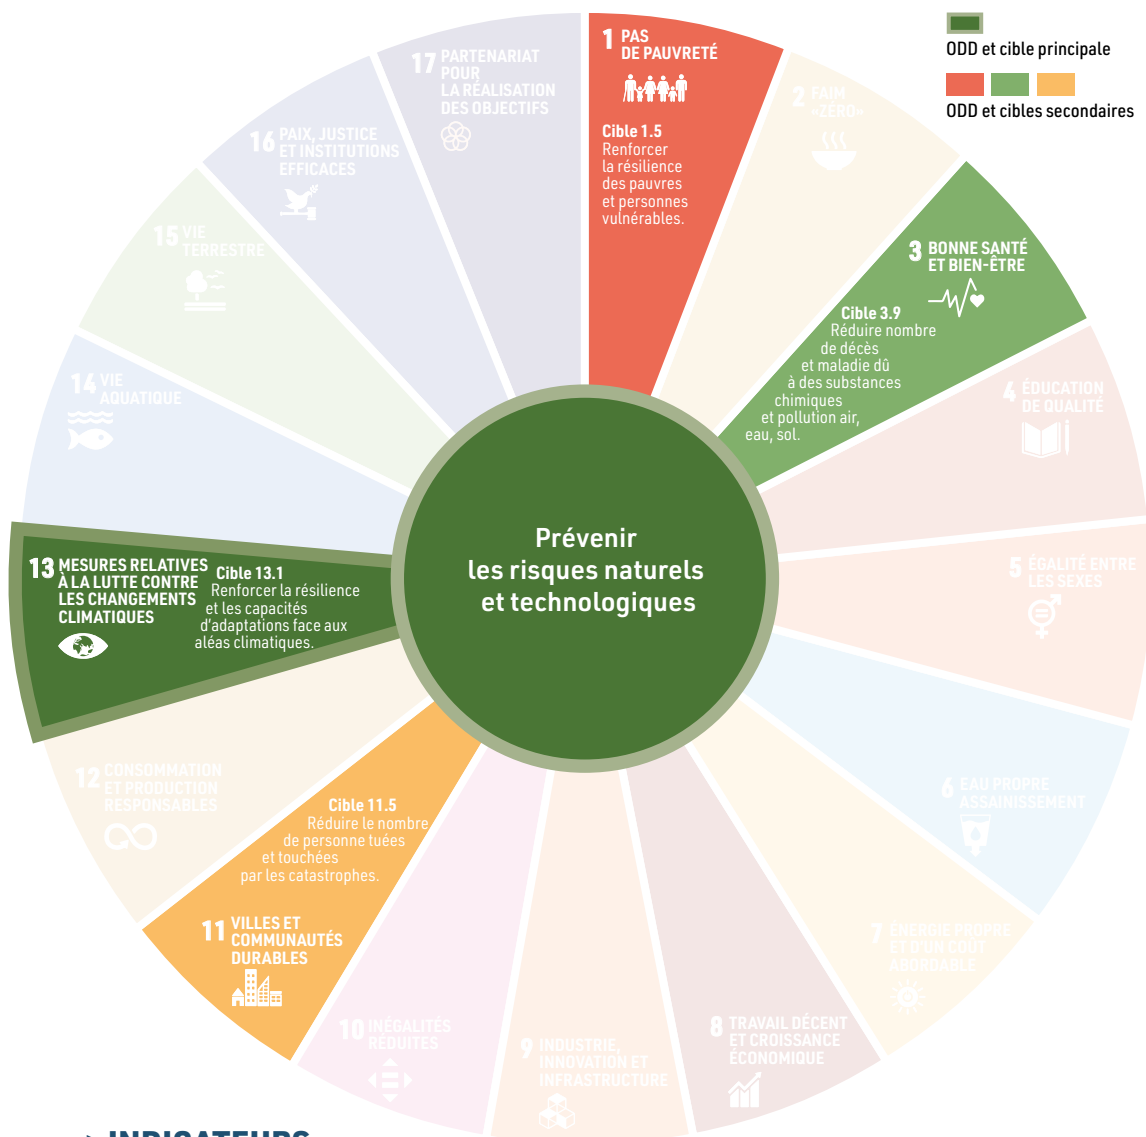 ODD et cible principale
ODD et cibles secondaires
1 PAS
DE PAUVRETÉ
Cible 1.5
Renforcer
la résilience
des pauvres
et personnes
vulnérables.
2 FAIM
«ZÉRO»
3 BONNE SANTÉ
ET BIEN-ÊTRE
Cible 3.9
Réduire nombre
de décès
et maladie dû
à des substances
chimiques
et pollution air,
eau, sol.
4 ÉDUCATION
DE QUALITÉ
5 ÉGALITÉ ENTRE
LES SEXES
6 EAU PROPRE
ASSAINISSEMENT
7 ÉNERGIE PROPRE
ET D'UN COÛT
ABORDABLE
8 TRAVAIL DÉCENT
ET CROISSANCE
ÉCONOMIQUE
9 INDUSTRIE,
INNOVATION ET
INFRASTRUCTURE
10 INÉGALITÉS
RÉDUITES
11 VILLES ET
COMMUNAUTÉS
DURABLES
Cible 11.5
Réduire le nombre
de personne tuées
et touchées
par les catastrophes.
12 CONSOMMATION
ET PRODUCTION
RESPONSABLES
13 MESURES RELATIVES
À LA LUTTE CONTRE
LES CHANGEMENTS
CLIMATIQUES
Cible 13.1
Renforcer la résilience
et les capacités
d'adaptations face aux
aléas climatiques.
14 VIE
AQUATIQUE
15 VIE
TERRESTRE
16 PAIX, JUSTICE
ET INSTITUTIONS
EFFICACES
17 PARTENARIAT
POUR
LA RÉALISATION
DES OBJECTIFS
Prévenir
les risques naturels
et technologiques
INDICATEURS